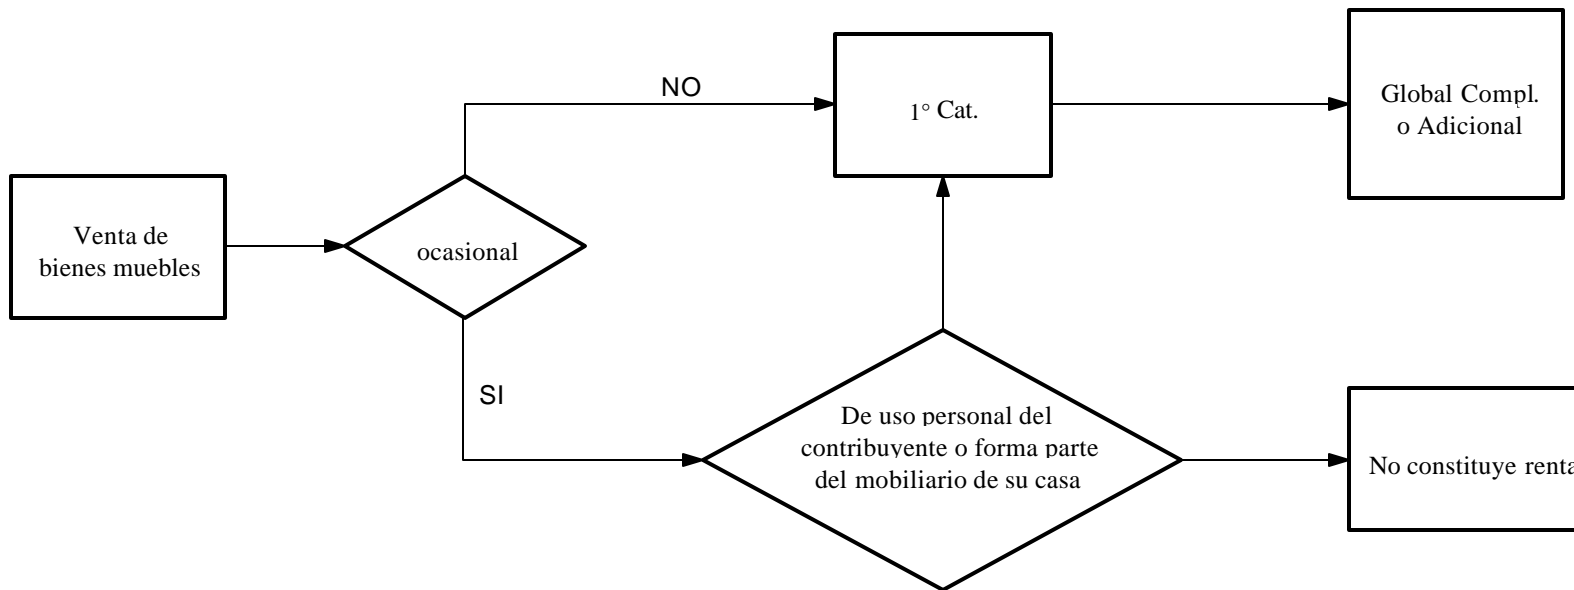 NO
1° Cat.
Global Compl.
o Adicional
Venta de
bienes muebles
ocasional
SI
De uso personal del
contribuyente o forma parte
del mobiliario de su casa
No constituye renta